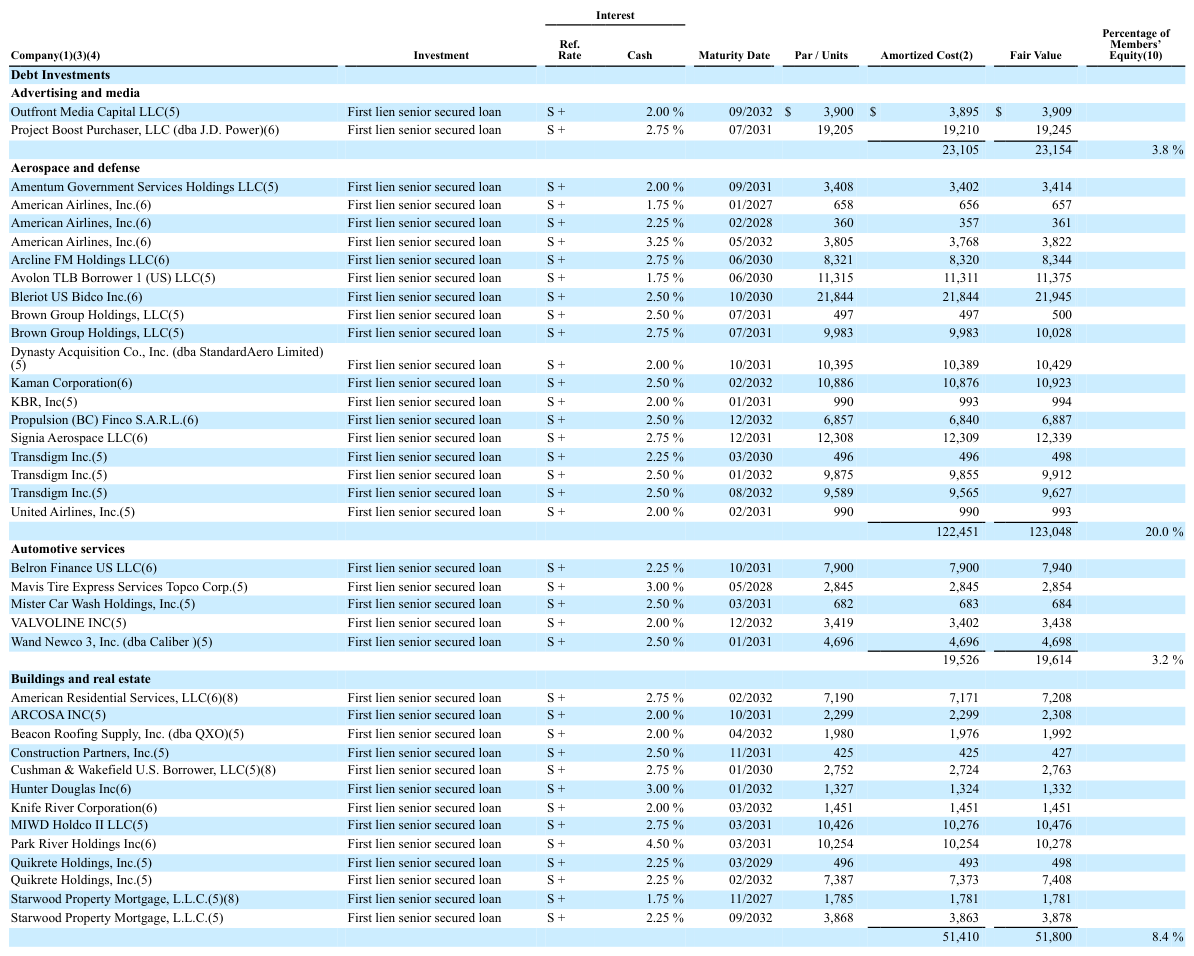 Interest
Company(1)(3)(4) Investment Ref. Rate Cash Maturity Date Par / Units Amortized Cost(2) Fair Value Percentage of Members' Equity(10)
Debt Investments
Advertising and media
Outfront Media Capital LLC(5) First lien senior secured loan S + 2.00 % 09/2032 $ 3,900 $ 3,895 $ 3,909
Project Boost Purchaser, LLC (dba J.D. Power)(6) First lien senior secured loan S + 2.75 % 07/2031 19,205 19,210 19,245
23,105 23,154 3.8 %
Aerospace and defense
Amentum Government Services Holdings LLC(5) First lien senior secured loan S + 2.00 % 09/2031 3,408 3,402 3,414
American Airlines, Inc.(6) First lien senior secured loan S + 1.75 % 01/2027 658 656 657
American Airlines, Inc.(6) First lien senior secured loan S + 2.25 % 02/2028 360 357 361
American Airlines, Inc.(6) First lien senior secured loan S + 3.25 % 05/2032 3,805 3,768 3,822
Arcline FM Holdings LLC(6) First lien senior secured loan S + 2.75 % 06/2030 8,321 8,320 8,344
Avolon TLB Borrower 1 (US) LLC(5) First lien senior secured loan S + 1.75 % 06/2030 11,315 11,311 11,375
Bleriot US Bidco Inc.(6) First lien senior secured loan S + 2.50 % 10/2030 21,844 21,844 21,945
Brown Group Holdings, LLC(5) First lien senior secured loan S + 2.50 % 07/2031 497 497 500
Brown Group Holdings, LLC(5) First lien senior secured loan S + 2.75 % 07/2031 9,983 9,983 10,028
Dynasty Acquisition Co., Inc. (dba StandardAero Limited)
(5) First lien senior secured loan S + 2.00 % 10/2031 10,395 10,389 10,429
Kaman Corporation(6) First lien senior secured loan S + 2.50 % 02/2032 10,886 10,876 10,923
KBR, Inc(5) First lien senior secured loan S + 2.00 % 01/2031 990 993 994
Propulsion (BC) Finco S.A.R.L.(6) First lien senior secured loan S + 2.50 % 12/2032 6,857 6,840 6,887
Signia Aerospace LLC(6) First lien senior secured loan S + 2.75 % 12/2031 12,308 12,309 12,339
Transdigm Inc.(5) First lien senior secured loan S + 2.25 % 03/2030 496 496 498
Transdigm Inc.(5) First lien senior secured loan S + 2.50 % 01/2032 9,875 9,855 9,912
Transdigm Inc.(5) First lien senior secured loan S + 2.50 % 08/2032 9,589 9,565 9,627
United Airlines, Inc.(5) First lien senior secured loan S + 2.00 % 02/2031 990 990 993
122,451 123,048 20.0 %
Automotive services
Belron Finance US LLC(6) First lien senior secured loan S + 2.25 % 10/2031 7,900 7,900 7,940
Mavis Tire Express Services Topco Corp.(5) First lien senior secured loan S + 3.00 % 05/2028 2,845 2,845 2,854
Mister Car Wash Holdings, Inc.(5) First lien senior secured loan S + 2.50 % 03/2031 682 683 684
VALVOLINE INC(5) First lien senior secured loan S + 2.00 % 12/2032 3,419 3,402 3,438
Wand Newco 3, Inc. (dba Caliber )(5) First lien senior secured loan S + 2.50 % 01/2031 4,696 4,696 4,698
19,526 19,614 3.2 %
Buildings and real estate
American Residential Services, LLC(6)(8) First lien senior secured loan S + 2.75 % 02/2032 7,190 7,171 7,208
ARCOSA INC(5) First lien senior secured loan S + 2.00 % 10/2031 2,299 2,299 2,308
Beacon Roofing Supply, Inc. (dba QXO)(5) First lien senior secured loan S + 2.00 % 04/2032 1,980 1,976 1,992
Construction Partners, Inc.(5) First lien senior secured loan S + 2.50 % 11/2031 425 425 427
Cushman & Wakefield U.S. Borrower, LLC(5)(8) First lien senior secured loan S + 2.75 % 01/2030 2,752 2,724 2,763
Hunter Douglas Inc(6) First lien senior secured loan S + 3.00 % 01/2032 1,327 1,324 1,332
Knife River Corporation(6) First lien senior secured loan S + 2.00 % 03/2032 1,451 1,451 1,451
MIWD Holdco II LLC(5) First lien senior secured loan S + 2.75 % 03/2031 10,426 10,276 10,476
Park River Holdings Inc(6) First lien senior secured loan S + 4.50 % 03/2031 10,254 10,254 10,278
Quikrete Holdings, Inc.(5) First lien senior secured loan S + 2.25 % 03/2029 496 493 498
Quikrete Holdings, Inc.(5) First lien senior secured loan S + 2.25 % 02/2032 7,387 7,373 7,408
Starwood Property Mortgage, L.L.C.(5)(8) First lien senior secured loan S + 1.75 % 11/2027 1,785 1,781 1,781
Starwood Property Mortgage, L.L.C.(5) First lien senior secured loan S + 2.25 % 09/2032 3,868 3,863 3,878
51,410 51,800 8.4 %